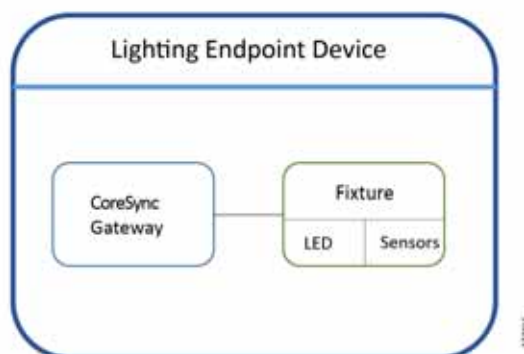 Lighting Endpoint Device
CoreSync
Gateway
Fixture
LED
Sensors